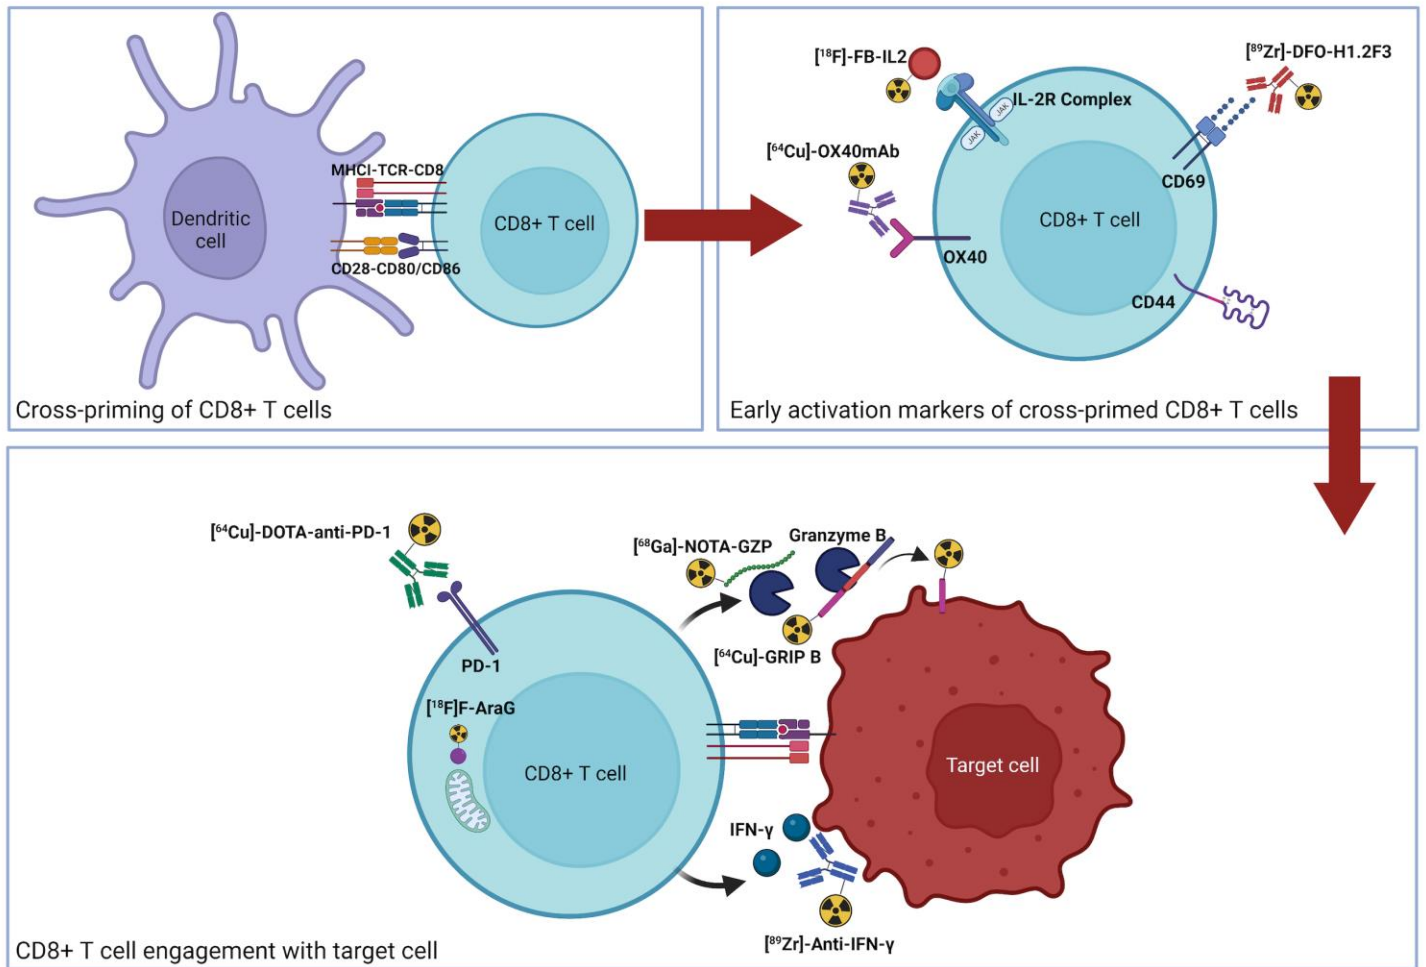 MHCI-TCR-CD8
Dendritic
cell
CD8+ T cell
CD28-CD80/CD86
Cross-priming of CD8+ T cells
[¹⁸F]-FB-IL2
[⁸⁹Zr]-DFO-H1.2F3
JAK
IL-2R Complex
JAK
[⁶⁴Cu]-OX40mAb
CD69
CD8+ T cell
OX40
CD44
Early activation markers of cross-primed CD8+ T cells
[⁶⁴Cu]-DOTA-anti-PD-1
[⁶⁸Ga]-NOTA-GZP
Granzyme B
[⁶⁴Cu]-GRIP B
PD-1
[¹⁸F]F-AraG
CD8+ T cell
Target cell
IFN-γ
[⁸⁹Zr]-Anti-IFN-γ
CD8+ T cell engagement with target cell